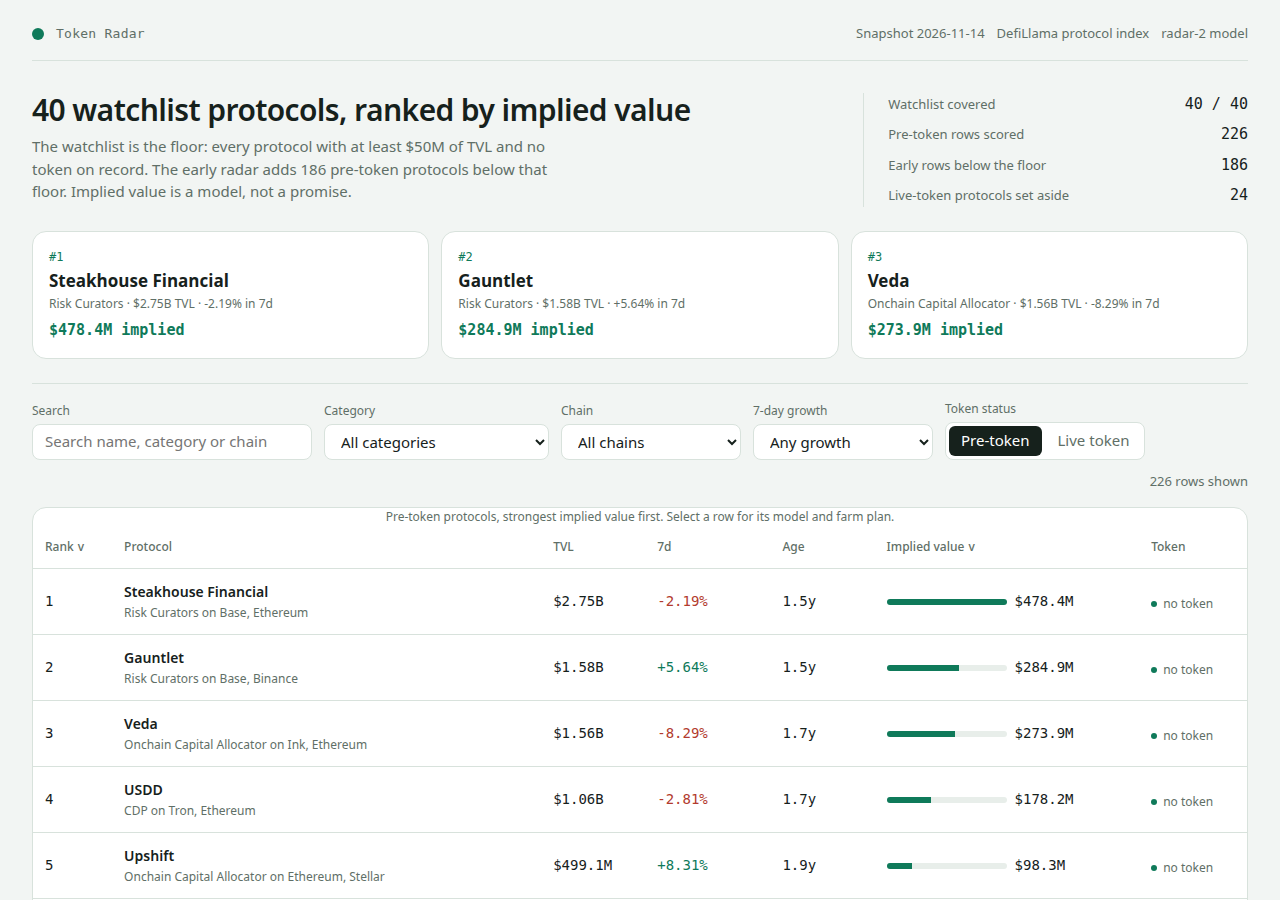 Token Radar
Snapshot 2026-11-14 DefiLlama protocol index radar-2 model
40 watchlist protocols, ranked by implied value
The watchlist is the floor: every protocol with at least $50M of TVL and no
token on record. The early radar adds 186 pre-token protocols below that
floor. Implied value is a model, not a promise.
Watchlist covered 40 / 40
Pre-token rows scored 226
Early rows below the floor 186
Live-token protocols set aside 24
#1
Steakhouse Financial
Risk Curators · $2.75B TVL · -2.19% in 7d
$478.4M implied
#2
Gauntlet
Risk Curators · $1.58B TVL · +5.64% in 7d
$284.9M implied
#3
Veda
Onchain Capital Allocator · $1.56B TVL · -8.29% in 7d
$273.9M implied
Search
Search name, category or chain
Category
All categories
Chain
All chains
7-day growth
Any growth
Token status
Pre-token Live token
226 rows shown
Pre-token protocols, strongest implied value first. Select a row for its model and farm plan.
Rank v Protocol TVL 7d Age Implied value v Token
1 Steakhouse Financial $2.75B -2.19% 1.5y $478.4M no token
Risk Curators on Base, Ethereum
2 Gauntlet $1.58B +5.64% 1.5y $284.9M no token
Risk Curators on Base, Binance
3 Veda $1.56B -8.29% 1.7y $273.9M no token
Onchain Capital Allocator on Ink, Ethereum
4 USDD $1.06B -2.81% 1.7y $178.2M no token
CDP on Tron, Ethereum
5 Upshift $499.1M +8.31% 1.9y $98.3M no token
Onchain Capital Allocator on Ethereum, Stellar